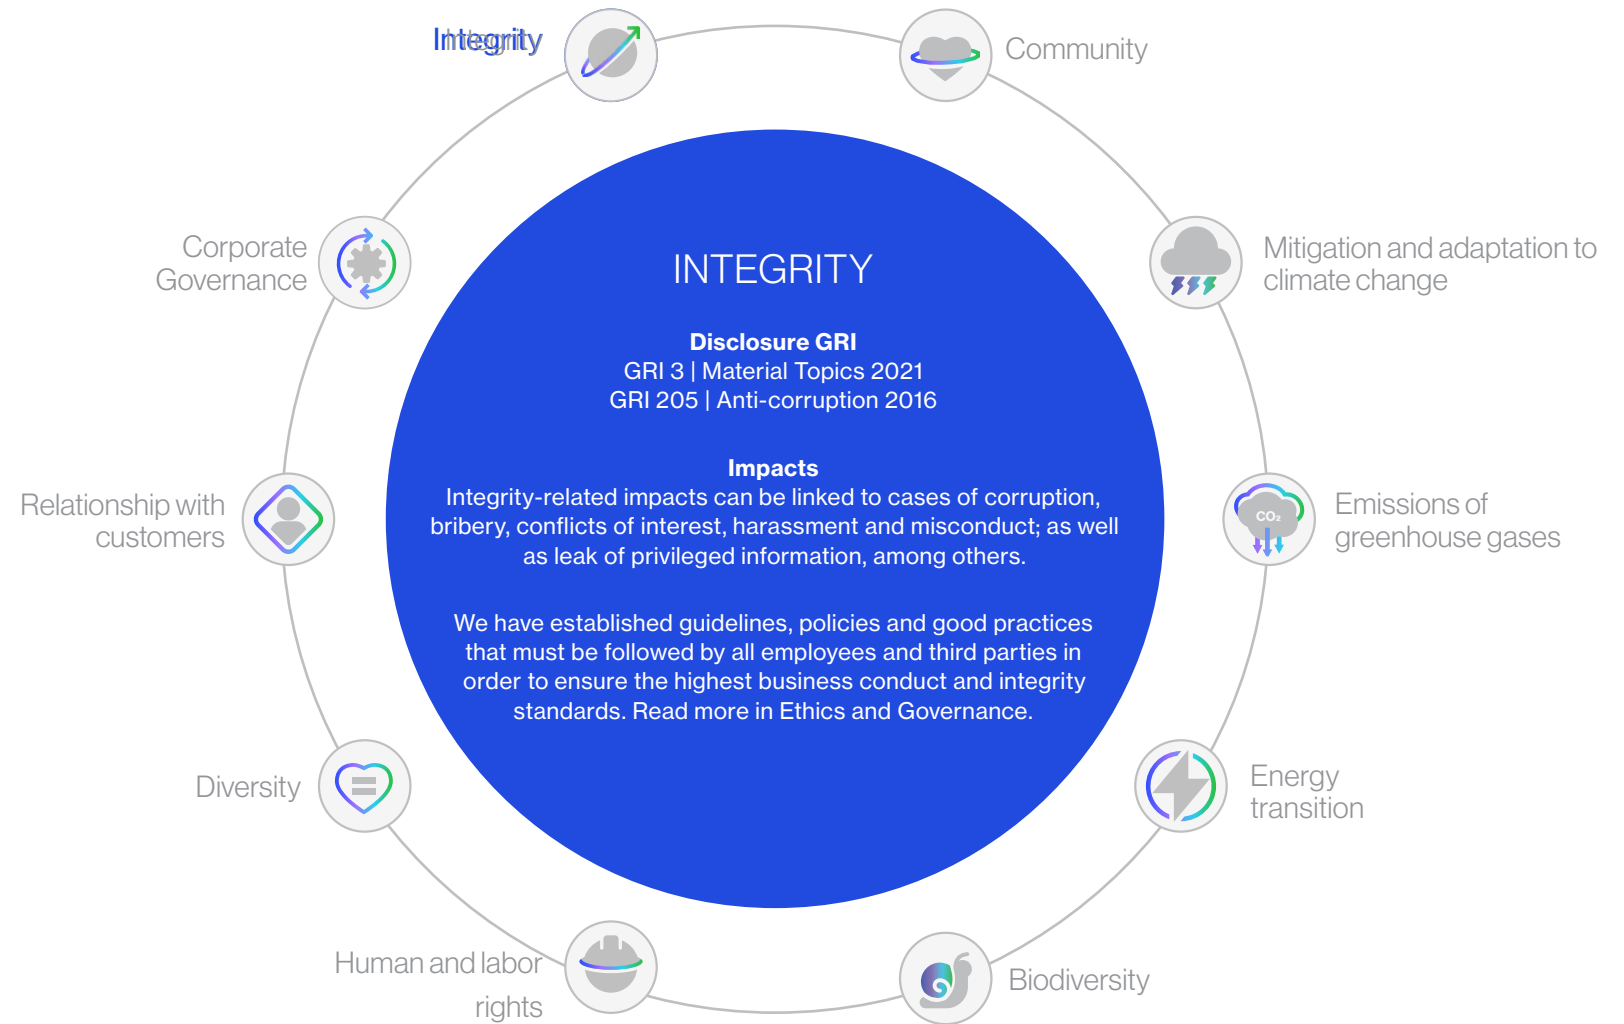 Integrity
Community
Corporate
Governance
Mitigation and adaptation to
climate change
INTEGRITY
Disclosure GRI
GRI 3 | Material Topics 2021
GRI 205 | Anti-corruption 2016
Impacts
Integrity-related impacts can be linked to cases of corruption,
bribery, conflicts of interest, harassment and misconduct; as well
as leak of privileged information, among others.
We have established guidelines, policies and good practices
that must be followed by all employees and third parties in
order to ensure the highest business conduct and integrity
standards. Read more in Ethics and Governance.
Relationship with
customers
CO₂
Emissions of
greenhouse gases
Diversity
Energy
transition
Human and labor
rights
Biodiversity